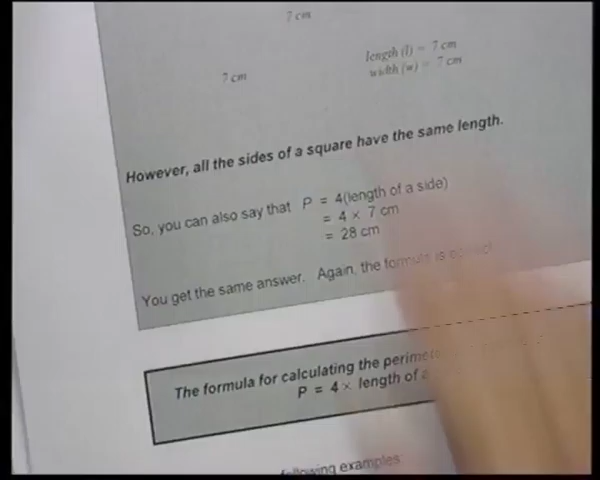 7 cm
length (l) = 7 cm
7 cm
width (w) = 7 cm
However, all the sides of a square have the same length.
So, you can also say that P = 4(length of a side)
= 4 × 7 cm
= 28 cm
You get the same answer. Again, the formula is correct
The formula for calculating the
P = 4 × length of
following examples